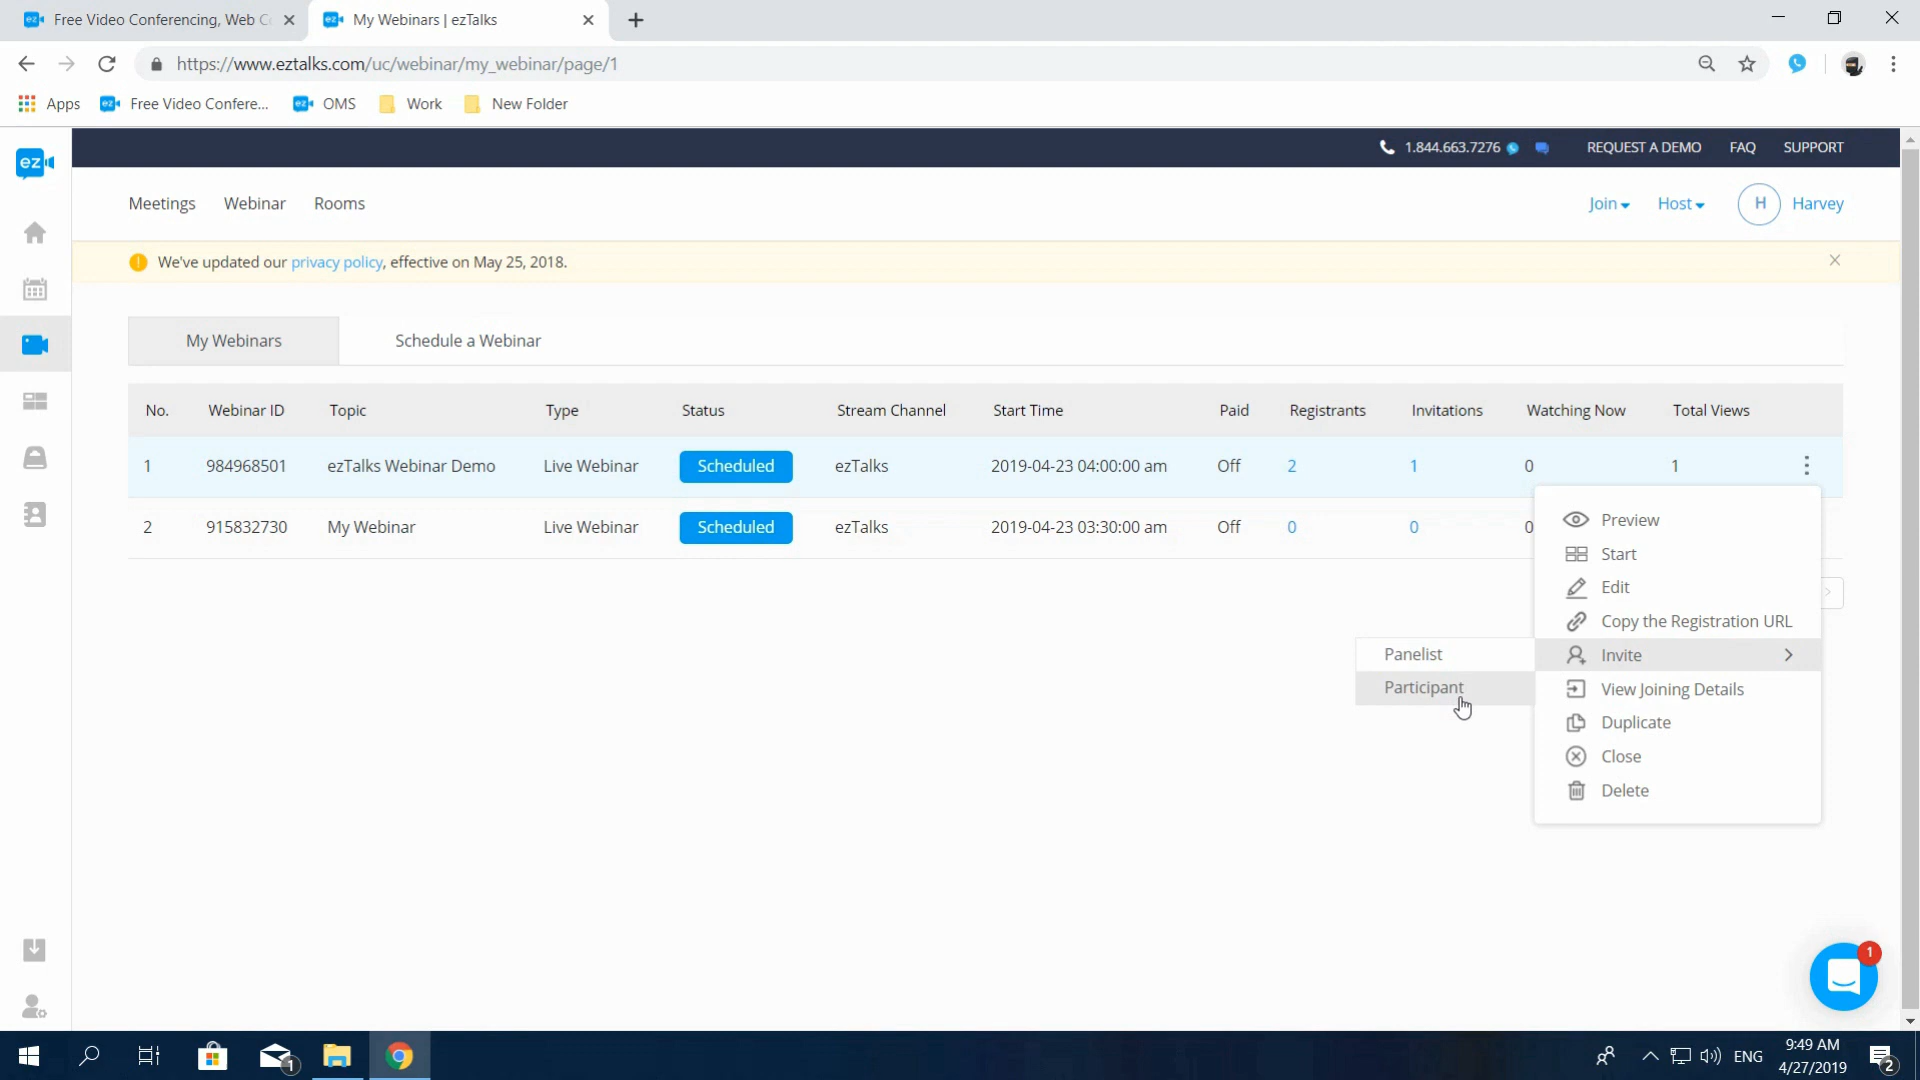 Free Video Conferencing, Web C
My Webinars | ezTalks
https://www.eztalks.com/uc/webinar/my_webinar/page/1
Apps
Free Video Confere...
OMS
Work
New Folder
ez
1.844.663.7276
REQUEST A DEMO
FAQ
SUPPORT
Meetings
Webinar
Rooms
Join
Host
H
Harvey
We've updated our privacy policy, effective on May 25, 2018.
My Webinars
Schedule a Webinar
No. Webinar ID Topic Type Status Stream Channel Start Time Paid Registrants Invitations Watching Now Total Views
1 984968501 ezTalks Webinar Demo Live Webinar Scheduled ezTalks 2019-04-23 04:00:00 am Off 2 1 0 1
2 915832730 My Webinar Live Webinar Scheduled ezTalks 2019-04-23 03:30:00 am Off 0 0 0
Preview
Start
Edit
Copy the Registration URL
Invite
Panelist
Participant
View Joining Details
Duplicate
Close
Delete
1
1
ENG
9:49 AM
4/27/2019
2